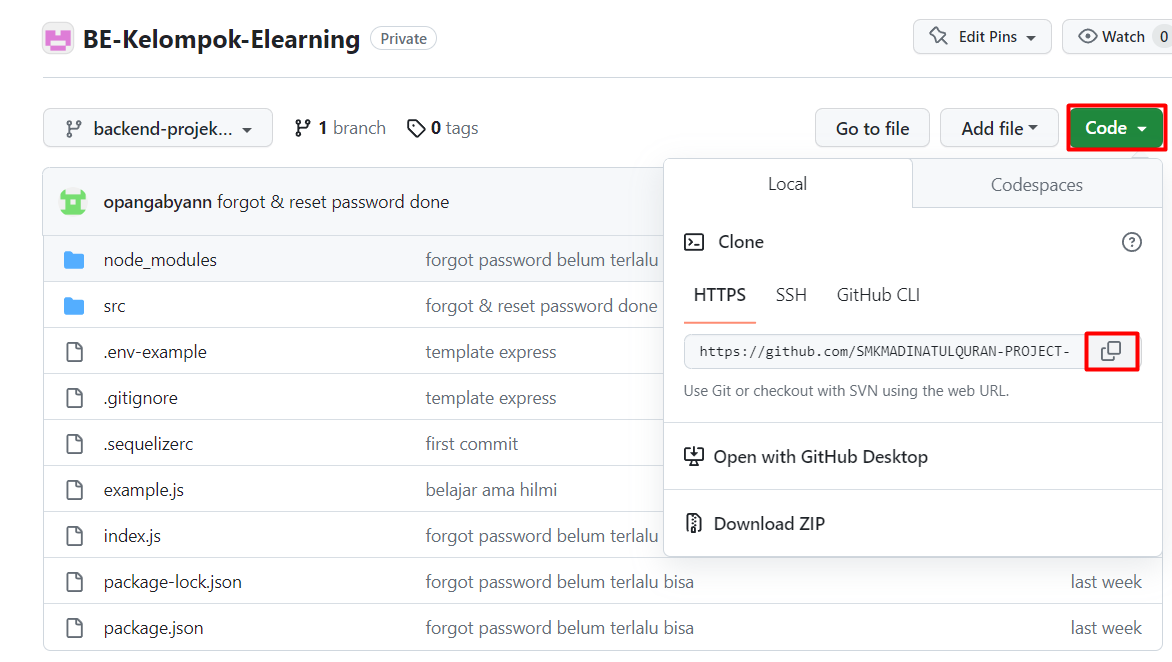 BE-Kelompok-Elearning Private Edit Pins Watch 0
backend-projek... 1 branch 0 tags Go to file Add file Code
Local Codespaces
opangabyann forgot & reset password done
Clone
node_modules forgot password belum terlalu
HTTPS SSH GitHub CLI
src forgot & reset password done
.env-example template express
https://github.com/SMKMADINATULQURAN-PROJECT-
Use Git or checkout with SVN using the web URL.
.gitignore template express
.sequelizerc first commit
Open with GitHub Desktop
example.js belajar ama hilmi
Download ZIP
index.js forgot password belum terlalu
package-lock.json forgot password belum terlalu bisa last week
package.json forgot password belum terlalu bisa last week